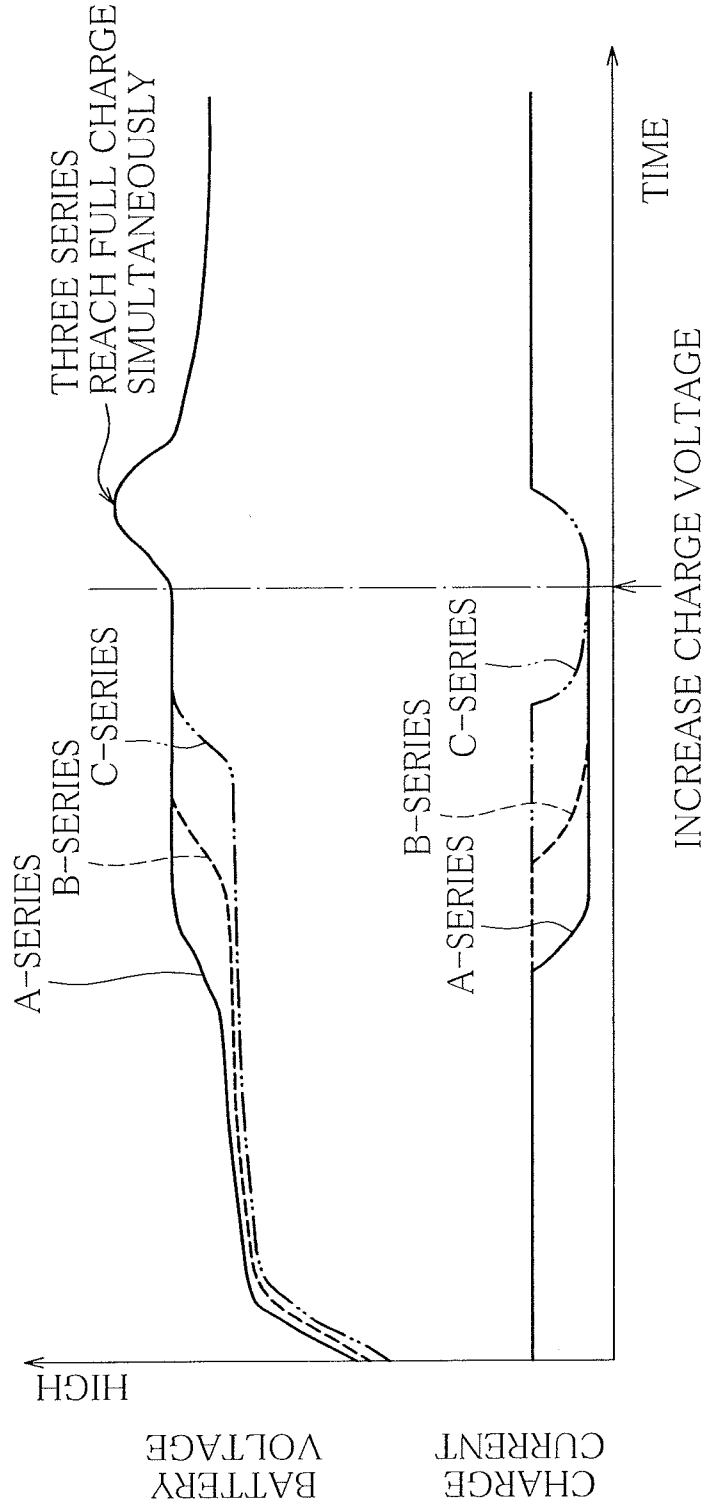 HIGH
BATTERY
VOLTAGE
A-SERIES
B-SERIES
C-SERIES
THREE SERIES
REACH FULL CHARGE
SIMULTANEOUSLY
CHARGE
CURRENT
A-SERIES
B-SERIES
C-SERIES
TIME
INCREASE CHARGE VOLTAGE